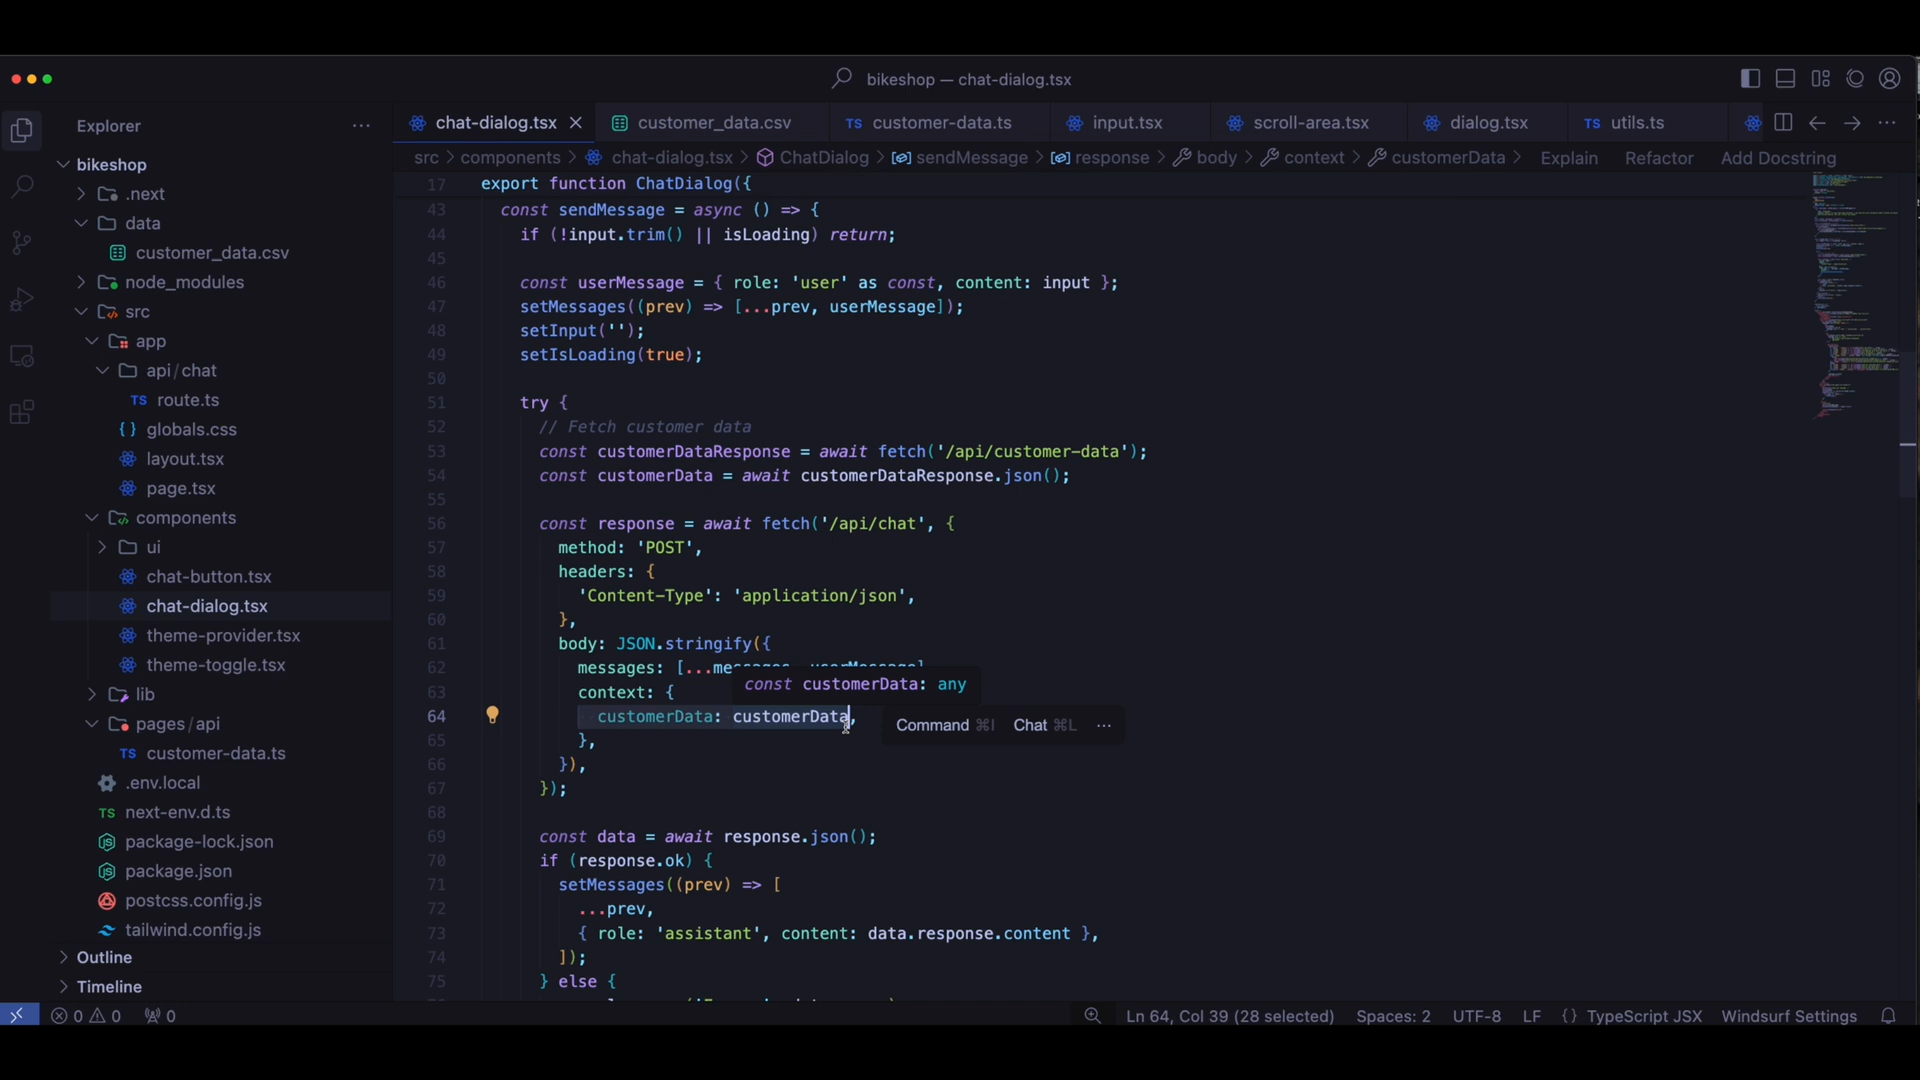 bikeshop — chat-dialog.tsx
Explorer
bikeshop
.next
data
customer_data.csv
node_modules
src
app
api/chat
TS route.ts
{ } globals.css
layout.tsx
page.tsx
components
ui
chat-button.tsx
chat-dialog.tsx
theme-provider.tsx
theme-toggle.tsx
lib
pages/api
TS customer-data.ts
.env.local
TS next-env.d.ts
package-lock.json
package.json
postcss.config.js
tailwind.config.js
Outline
Timeline
chat-dialog.tsx customer_data.csv TS customer-data.ts input.tsx scroll-area.tsx dialog.tsx TS utils.ts
src > components > chat-dialog.tsx > ChatDialog > sendMessage > response > body > context > customerData > Explain Refactor Add Docstring
17 export function ChatDialog({
43 const sendMessage = async () => {
44 if (!input.trim() || isLoading) return;
45
46 const userMessage = { role: 'user' as const, content: input };
47 setMessages((prev) => [...prev, userMessage]);
48 setInput('');
49 setIsLoading(true);
50
51 try {
52 // Fetch customer data
53 const customerDataResponse = await fetch('/api/customer-data');
54 const customerData = await customerDataResponse.json();
55
56 const response = await fetch('/api/chat', {
57 method: 'POST',
58 headers: {
59 'Content-Type': 'application/json',
60 },
61 body: JSON.stringify({
62 messages: [...messages, userMessage]
const customerData: any
63 context: {
64 customerData: customerData,
Command ⌘I Chat ⌘L ...
65 },
66 }),
67 });
68
69 const data = await response.json();
70 if (response.ok) {
71 setMessages((prev) => [
72 ...prev,
73 { role: 'assistant', content: data.response.content },
74 ]);
75 } else {
0 0 0 Ln 64, Col 39 (28 selected) Spaces: 2 UTF-8 LF { } TypeScript JSX Windsurf Settings